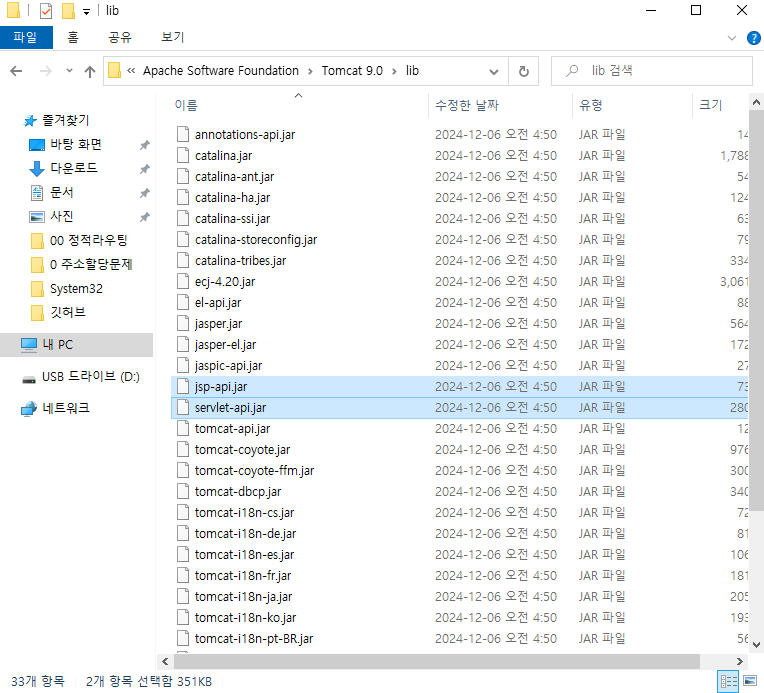 lib
파일 홈 공유 보기
« Apache Software Foundation › Tomcat 9.0 › lib lib 검색
즐겨찾기
바탕 화면
다운로드
문서
사진
00 정적라우팅
0 주소할당문제
System32
깃허브
내 PC
USB 드라이브 (D:)
네트워크
이름 수정한 날짜 유형 크기
annotations-api.jar 2024-12-06 오전 4:50 JAR 파일 14
catalina.jar 2024-12-06 오전 4:50 JAR 파일 1,788
catalina-ant.jar 2024-12-06 오전 4:50 JAR 파일 54
catalina-ha.jar 2024-12-06 오전 4:50 JAR 파일 124
catalina-ssi.jar 2024-12-06 오전 4:50 JAR 파일 63
catalina-storeconfig.jar 2024-12-06 오전 4:50 JAR 파일 79
catalina-tribes.jar 2024-12-06 오전 4:50 JAR 파일 334
ecj-4.20.jar 2024-12-06 오전 4:50 JAR 파일 3,061
el-api.jar 2024-12-06 오전 4:50 JAR 파일 88
jasper.jar 2024-12-06 오전 4:50 JAR 파일 564
jasper-el.jar 2024-12-06 오전 4:50 JAR 파일 172
jaspic-api.jar 2024-12-06 오전 4:50 JAR 파일 27
jsp-api.jar 2024-12-06 오전 4:50 JAR 파일 73
servlet-api.jar 2024-12-06 오전 4:50 JAR 파일 280
tomcat-api.jar 2024-12-06 오전 4:50 JAR 파일 12
tomcat-coyote.jar 2024-12-06 오전 4:50 JAR 파일 976
tomcat-coyote-ffm.jar 2024-12-06 오전 4:50 JAR 파일 300
tomcat-dbcp.jar 2024-12-06 오전 4:50 JAR 파일 340
tomcat-i18n-cs.jar 2024-12-06 오전 4:50 JAR 파일 72
tomcat-i18n-de.jar 2024-12-06 오전 4:50 JAR 파일 81
tomcat-i18n-es.jar 2024-12-06 오전 4:50 JAR 파일 106
tomcat-i18n-fr.jar 2024-12-06 오전 4:50 JAR 파일 181
tomcat-i18n-ja.jar 2024-12-06 오전 4:50 JAR 파일 205
tomcat-i18n-ko.jar 2024-12-06 오전 4:50 JAR 파일 193
tomcat-i18n-pt-BR.jar 2024-12-06 오전 4:50 JAR 파일 56
33개 항목 2개 항목 선택함 351KB